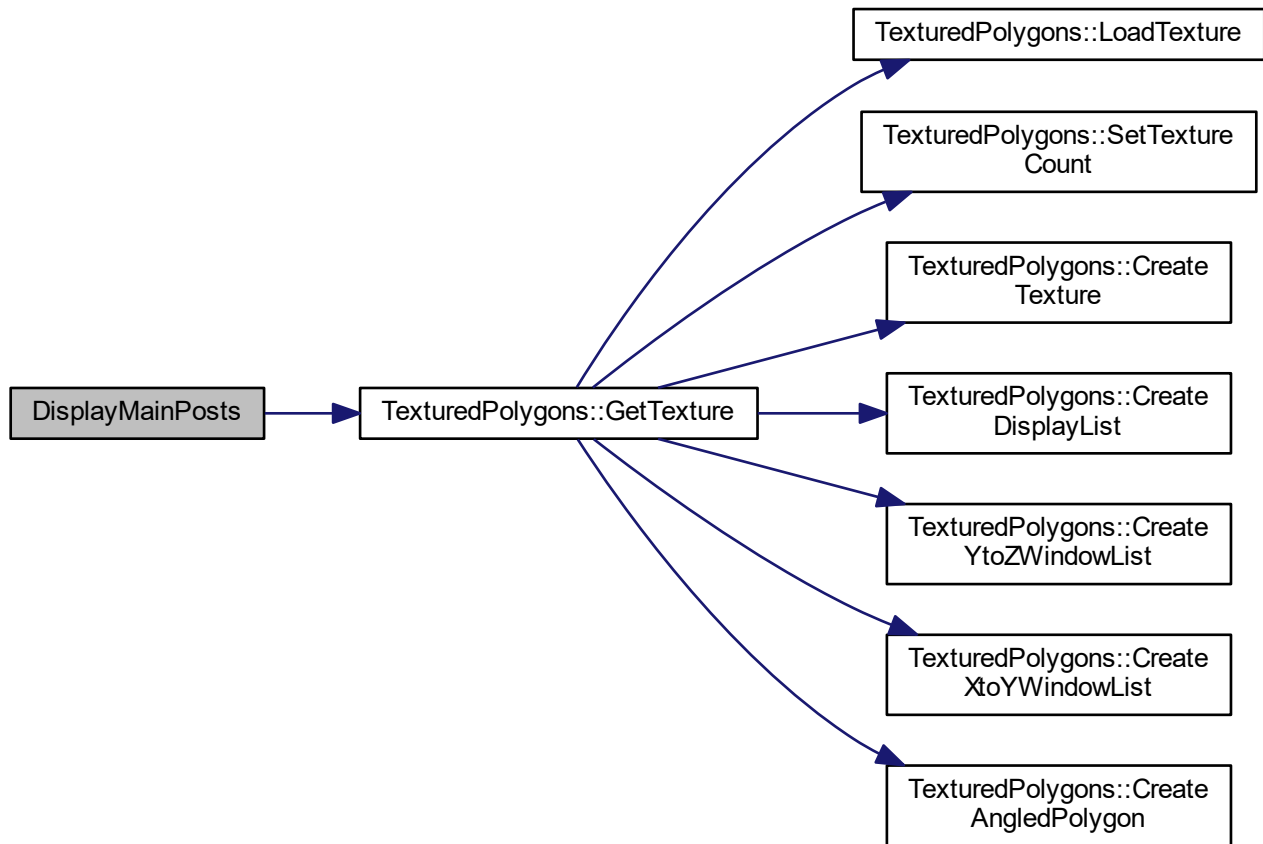 TexturedPolygons::LoadTexture
TexturedPolygons::SetTexture
Count
TexturedPolygons::Create
Texture
DisplayMainPosts
TexturedPolygons::GetTexture
TexturedPolygons::Create
DisplayList
TexturedPolygons::Create
YtoZWindowList
TexturedPolygons::Create
XtoYWindowList
TexturedPolygons::Create
AngledPolygon